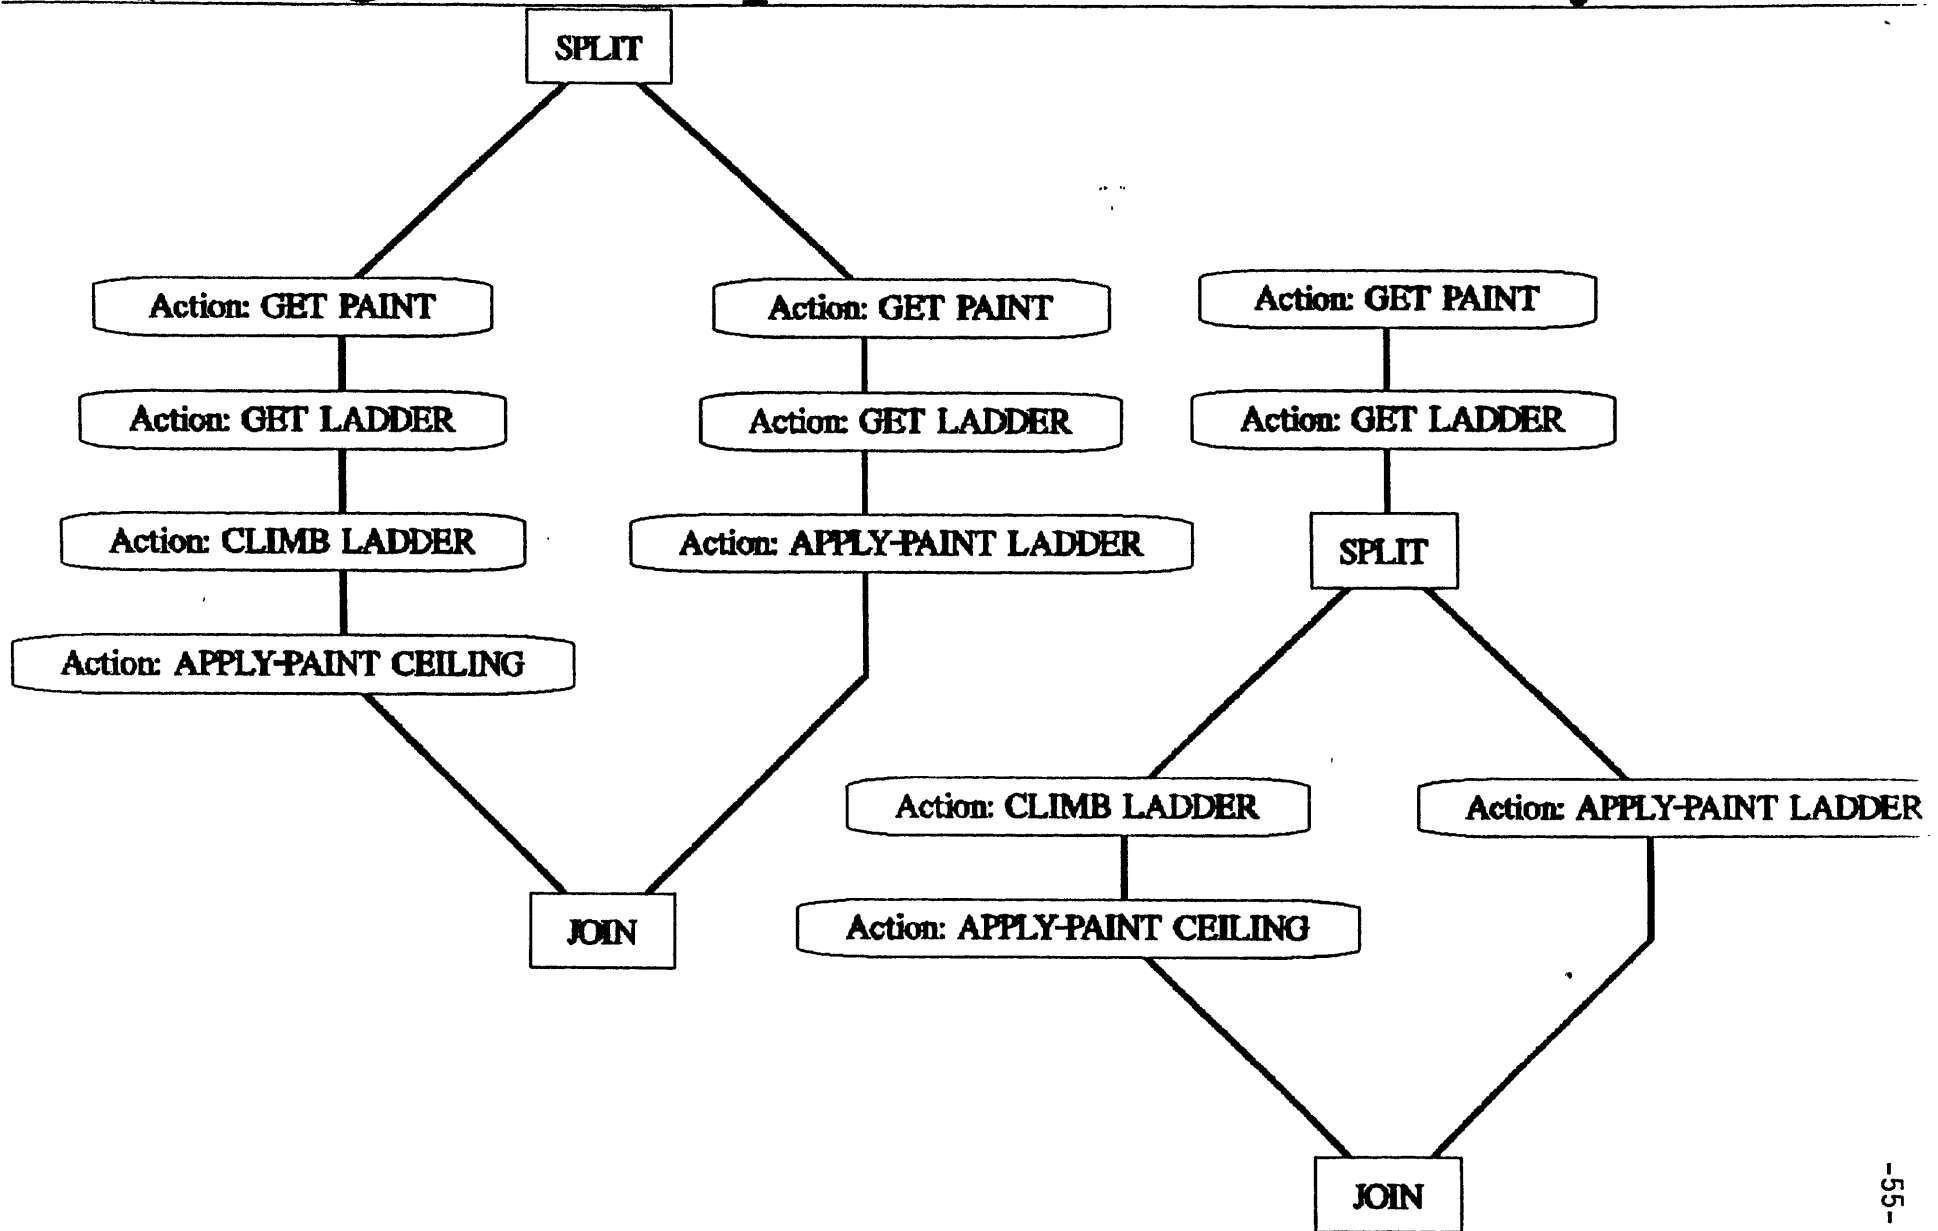 SPLIT
Action: GET PAINT
Action: GET LADDER
Action: CLIMB LADDER
Action: APPLY-PAINT CEILING
Action: GET PAINT
Action: GET LADDER
Action: APPLY-PAINT LADDER
JOIN
Action: GET PAINT
Action: GET LADDER
SPLIT
Action: CLIMB LADDER
Action: APPLY-PAINT CEILING
Action: APPLY-PAINT LADDER
JOIN
-55-